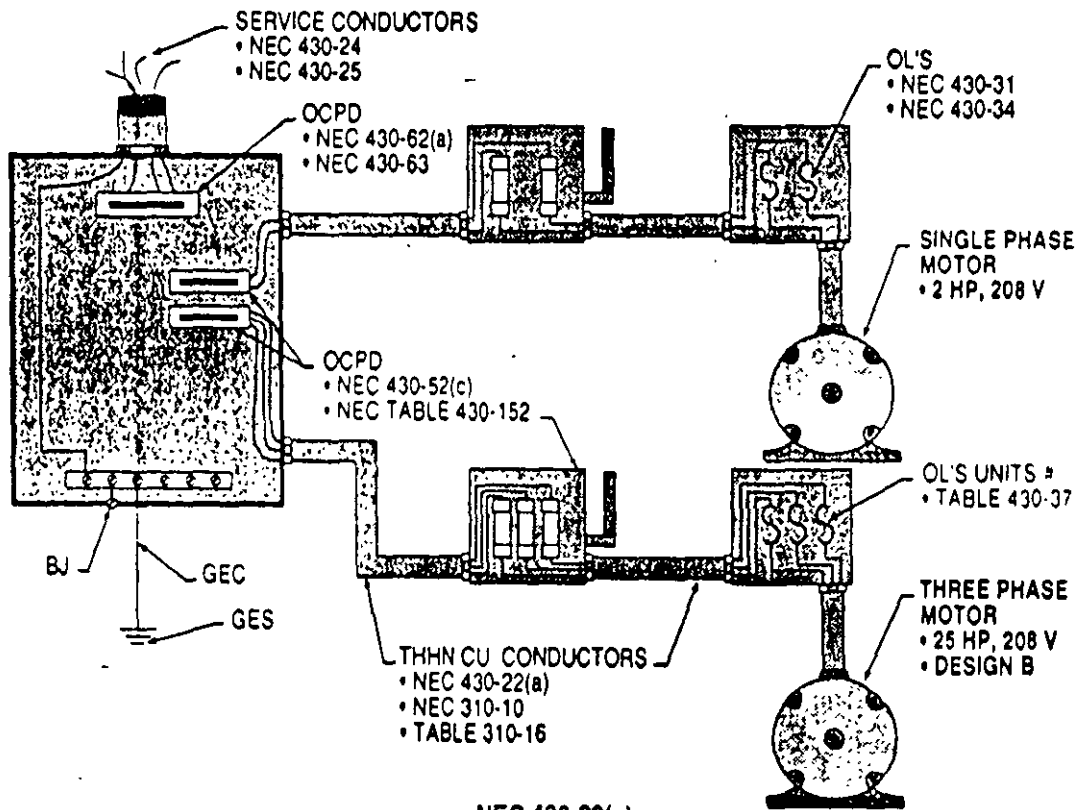 SERVICE CONDUCTORS
• NEC 430-24
• NEC 430-25
OCPD
• NEC 430-62(a)
• NEC 430-63
OL'S
• NEC 430-31
• NEC 430-34
SINGLE PHASE
MOTOR
• 2 HP, 208 V
OCPD
• NEC 430-52(c)
• NEC TABLE 430-152
OL'S UNITS
• TABLE 430-37
BJ
GEC
GES
THHN CU CONDUCTORS
• NEC 430-22(a)
• NEC 310-10
• TABLE 310-16
THREE PHASE
MOTOR
• 25 HP, 208 V
• DESIGN B